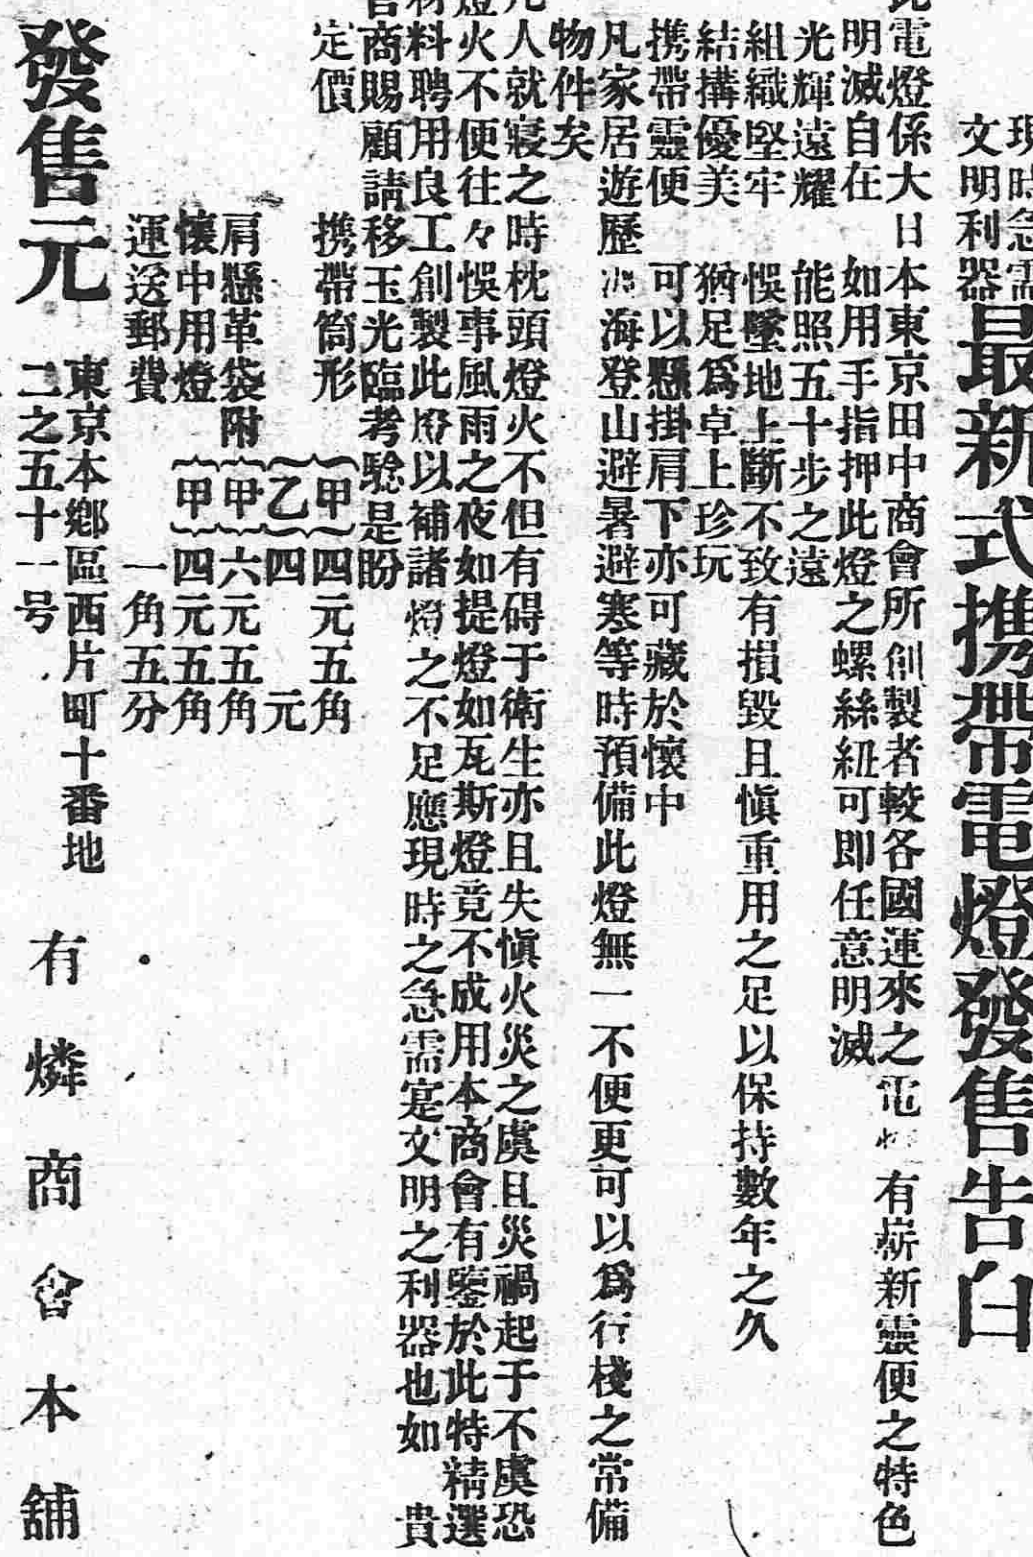 現時急需
文明利器
最新式携帶電燈發售告白
電燈係大日本東京田中商會所創製者較各國運來之電 有嶄新靈便之特色
明滅自在 如用手指押此燈之螺絲紐可即任意明滅
光輝遠耀 能照五十步之遠
組織堅牢 悞墜地上斷不致有損毀且愼重用之足以保持數年之久
結搆優美 猶足爲卓上珍玩
携帶靈便 可以懸掛肩下亦可藏於懷中
凡家居遊歷 海登山避暑避寒等時預備此燈無一不便更可以爲行棧之常備
物件矣
凡人就寢之時枕頭燈火不但有碍于衛生亦且失愼火災之虞且災禍起于不虞恐
燈火不便往々悞事風雨之夜如提燈如瓦斯燈竟不成用本商會有鑒於此特精選
材料聘用良工創製此燈以補諸燈之不足應現時之急需寔文明之利器也如 貴
官商賜顧請移玉光臨考騐是盼
定價
携帶筒形 (甲) 四元五角
(乙) 四元
肩懸革袋附 (甲) 六元五角
懷中用燈 (甲) 四元五角
運送郵費 一角五分
發售元
東京本鄉區西片町十番地
二之五十一号
有燐商會本舖